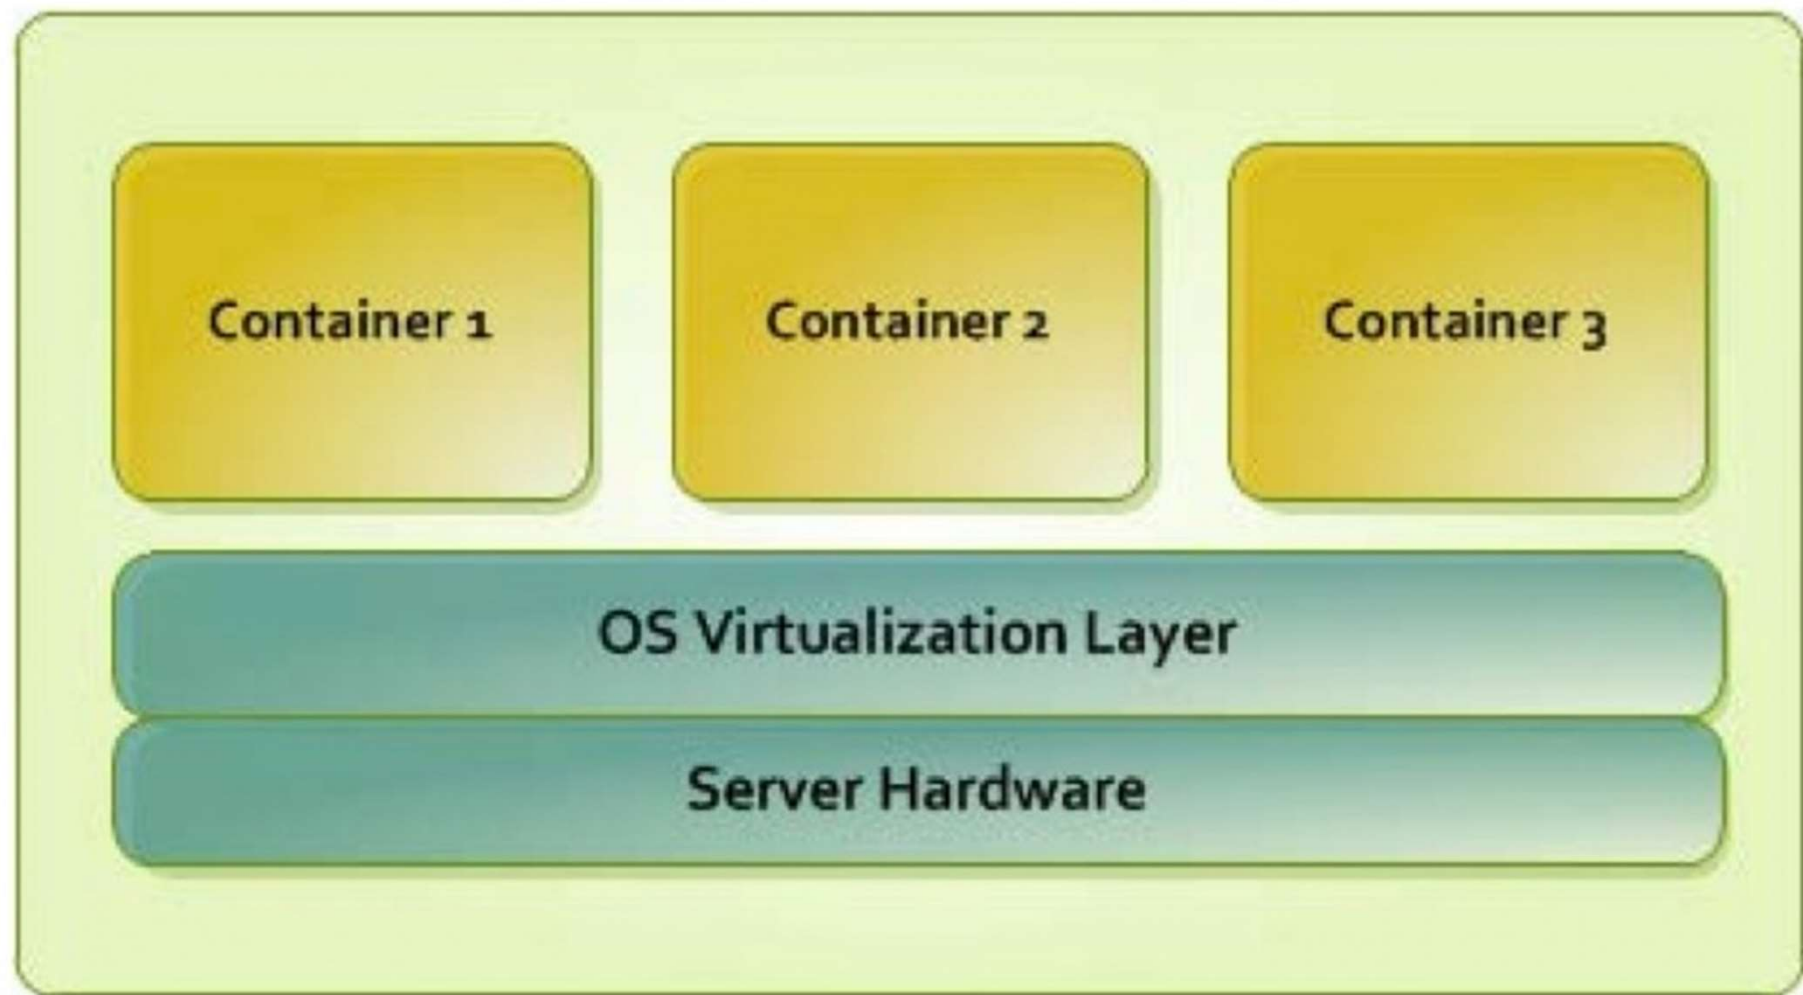 Container 1
Container 2
Container 3
OS Virtualization Layer
Server Hardware